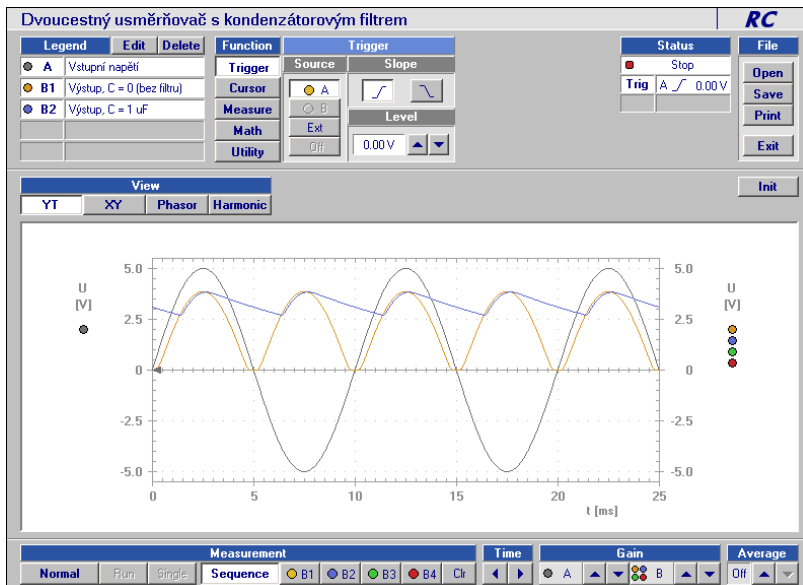 Dvoucestný usměrňovač s kondenzátorovým filtrem
RC
Legend Edit Delete
A Vstupní napětí
B1 Výstup, C = 0 (bez filtru)
B2 Výstup, C = 1 uF
Function
Trigger
Cursor
Measure
Math
Utility
Trigger
Source Slope
A
B
Ext
Off
Level
0.00 V
Status
Stop
Trig A 0.00 V
File
Open
Save
Print
Exit
View
YT XY Phasor Harmonic
Init
U
[V]
5.0
2.5
0
-2.5
-5.0
0 5 10 15 20 25
t [ms]
5.0
2.5
0
-2.5
-5.0
U
[V]
Measurement
Normal Run Single Sequence B1 B2 B3 B4 Clr
Time
Gain
A B
Average
Off